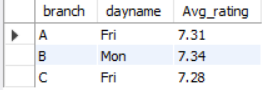 branch dayname Avg_rating
A Fri 7.31
B Mon 7.34
C Fri 7.28